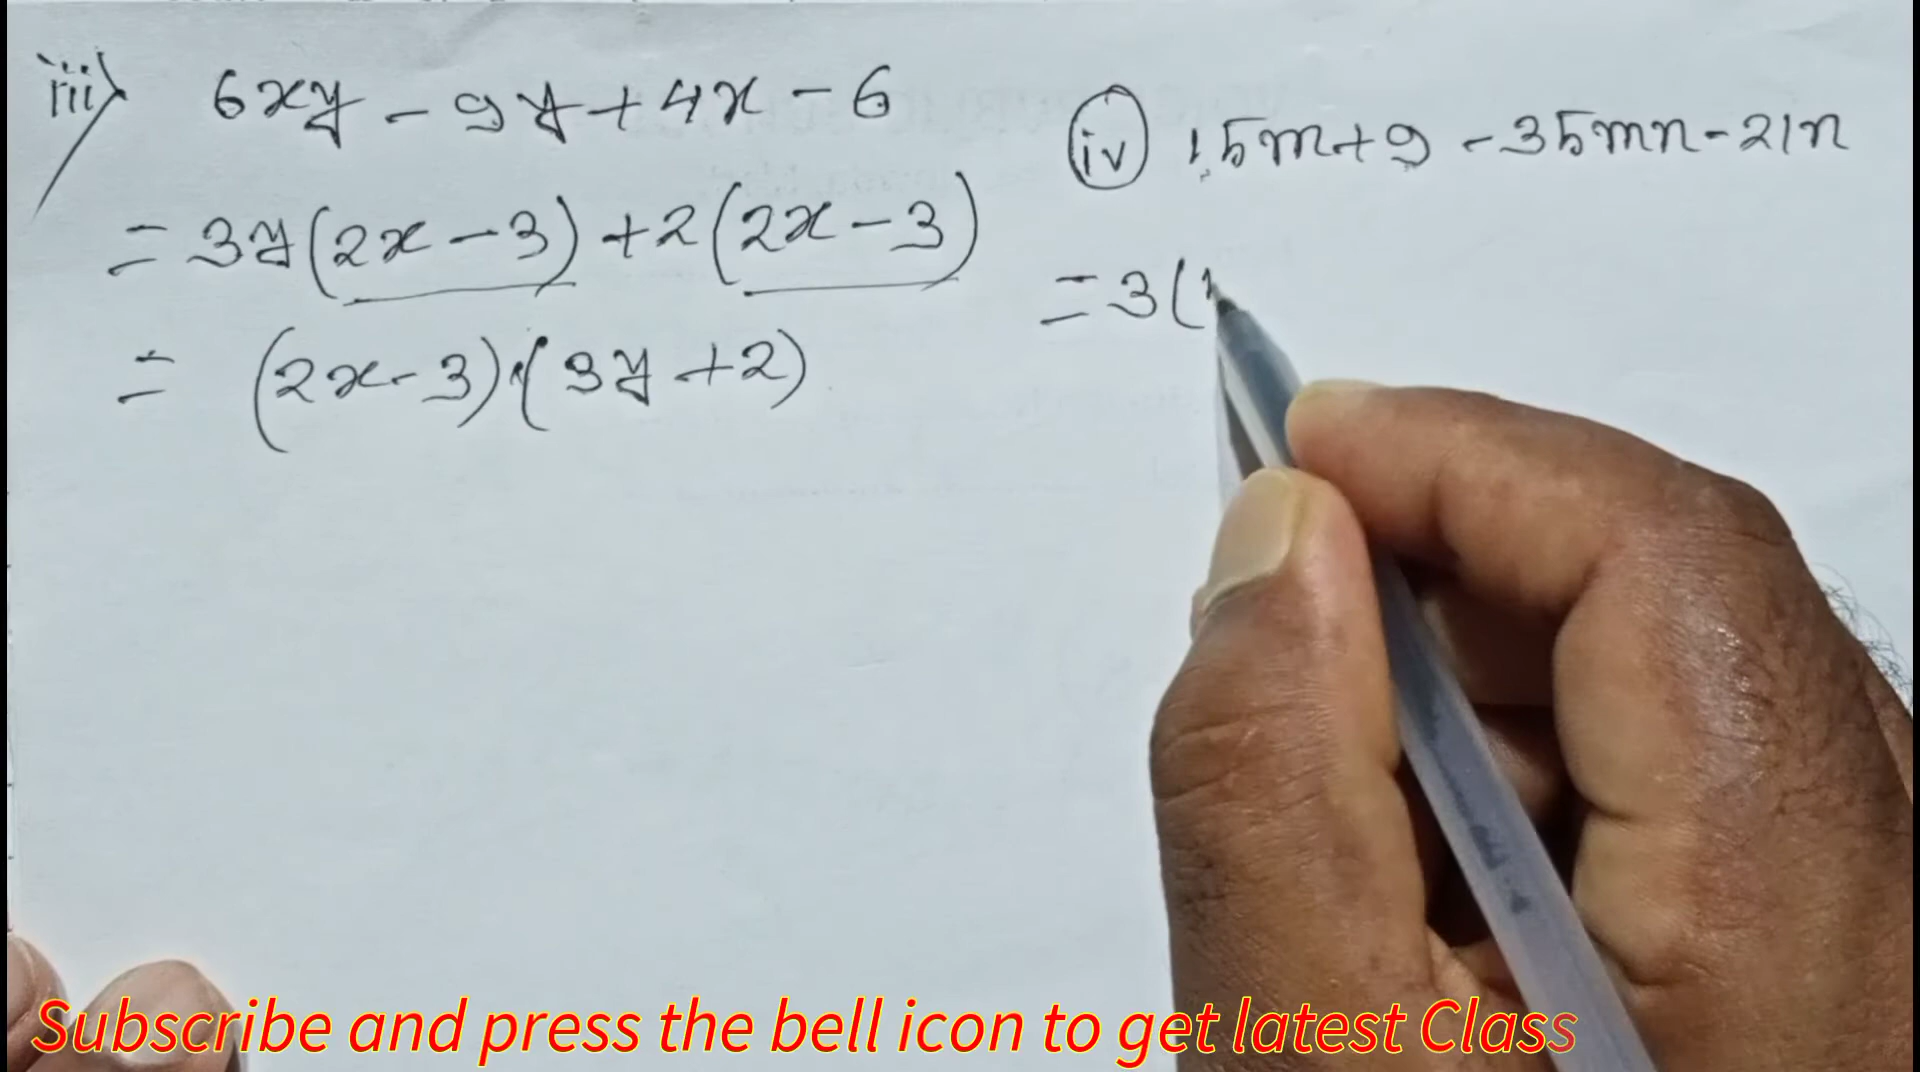 iii) 6xy - 9y + 4x - 6
= 3y(2x - 3) + 2(2x - 3)
= (2x - 3) (3y + 2)
iv 15m + 9 - 35mn - 21n
= 3(
Subscribe and press the bell icon to get latest Class